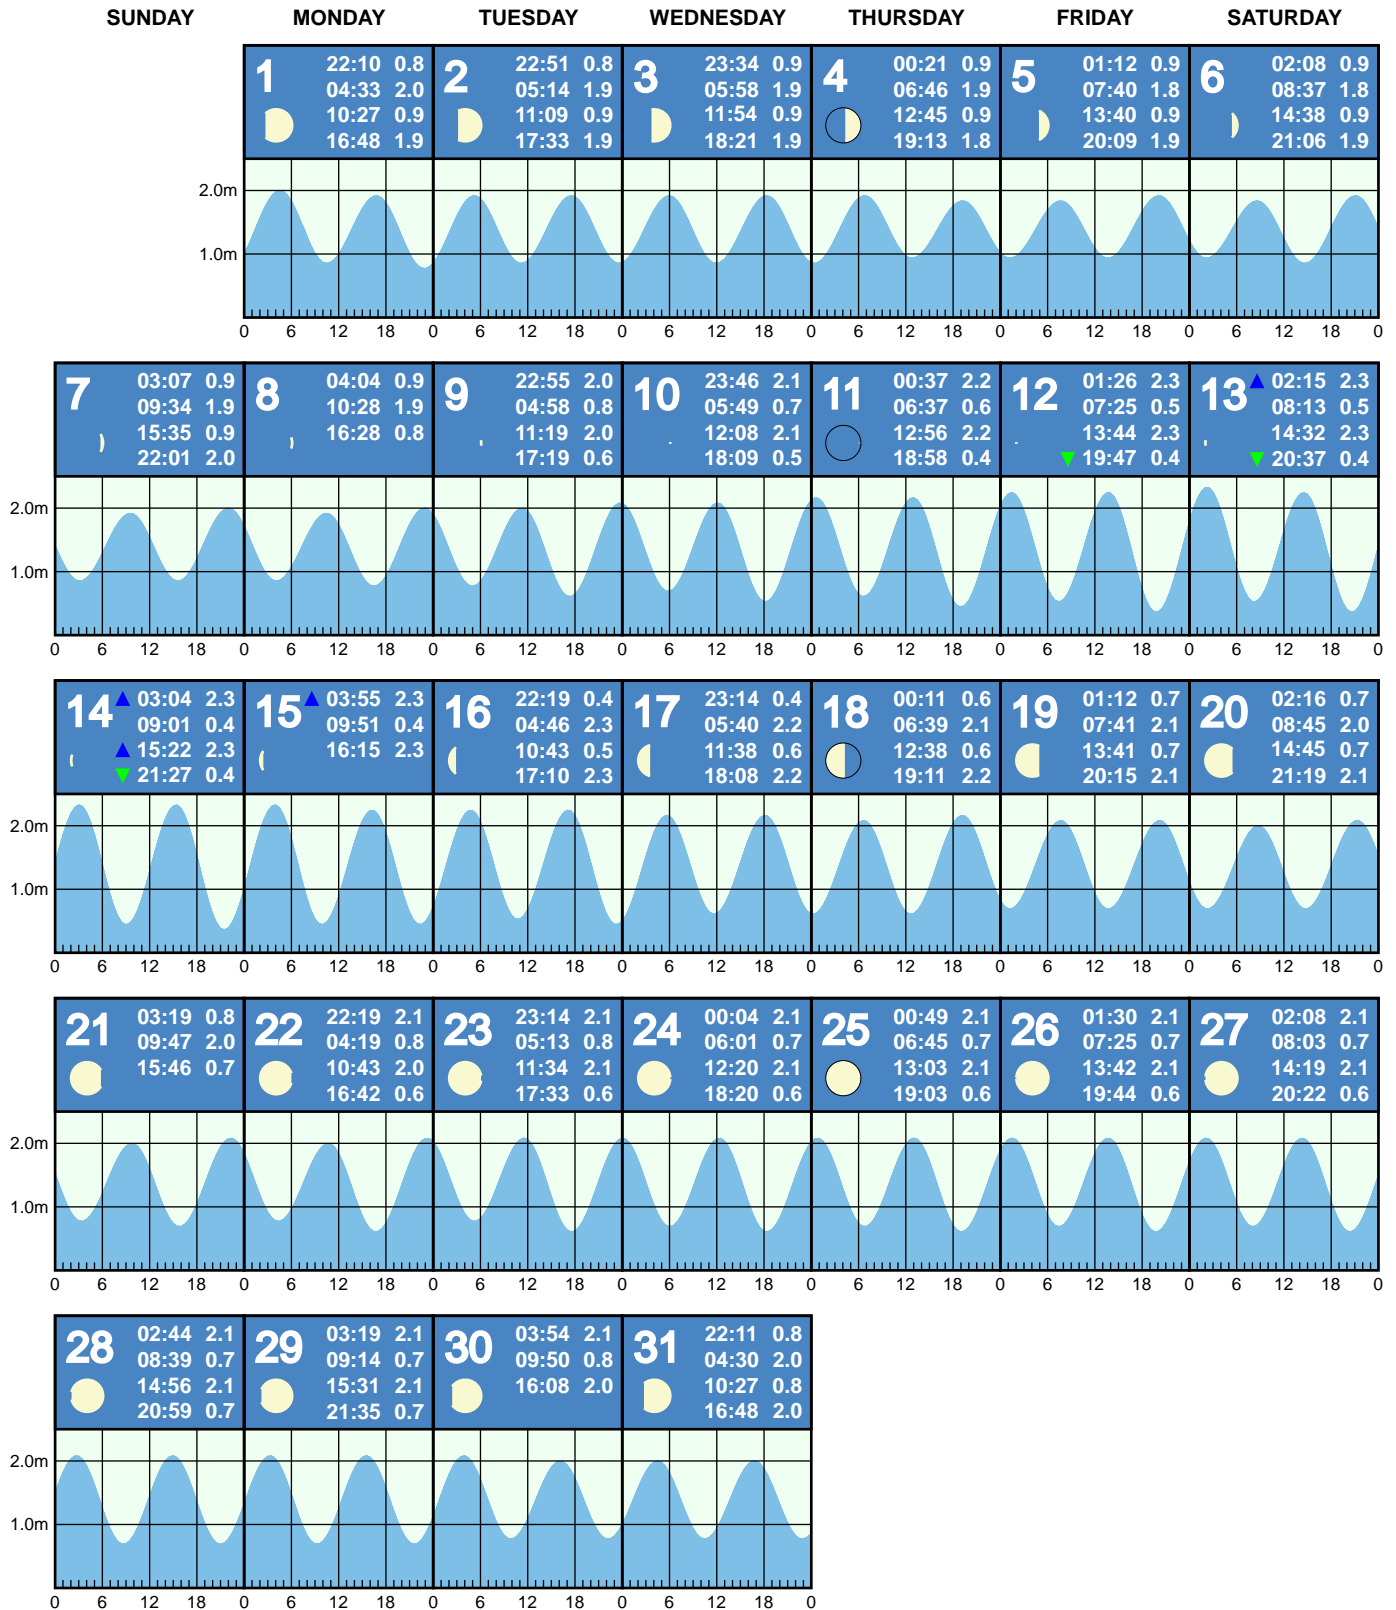 SUNDAY MONDAY TUESDAY WEDNESDAY THURSDAY FRIDAY SATURDAY
1 22:10 0.8
04:33 2.0
10:27 0.9
16:48 1.9
2 22:51 0.8
05:14 1.9
11:09 0.9
17:33 1.9
3 23:34 0.9
05:58 1.9
11:54 0.9
18:21 1.9
4 00:21 0.9
06:46 1.9
12:45 0.9
19:13 1.8
5 01:12 0.9
07:40 1.8
13:40 0.9
20:09 1.9
6 02:08 0.9
08:37 1.8
14:38 0.9
21:06 1.9
2.0m
1.0m
0 6 12 18 0 6 12 18 0 6 12 18 0 6 12 18 0 6 12 18 0 6 12 18 0
7 03:07 0.9
09:34 1.9
15:35 0.9
22:01 2.0
8 04:04 0.9
10:28 1.9
16:28 0.8
9 22:55 2.0
04:58 0.8
11:19 2.0
17:19 0.6
10 23:46 2.1
05:49 0.7
12:08 2.1
18:09 0.5
11 00:37 2.2
06:37 0.6
12:56 2.2
18:58 0.4
12 01:26 2.3
07:25 0.5
13:44 2.3
19:47 0.4
13 02:15 2.3
08:13 0.5
14:32 2.3
20:37 0.4
2.0m
1.0m
0 6 12 18 0 6 12 18 0 6 12 18 0 6 12 18 0 6 12 18 0 6 12 18 0 6 12 18 0
14 03:04 2.3
09:01 0.4
15:22 2.3
21:27 0.4
15 03:55 2.3
09:51 0.4
16:15 2.3
16 22:19 0.4
04:46 2.3
10:43 0.5
17:10 2.3
17 23:14 0.4
05:40 2.2
11:38 0.6
18:08 2.2
18 00:11 0.6
06:39 2.1
12:38 0.6
19:11 2.2
19 01:12 0.7
07:41 2.1
13:41 0.7
20:15 2.1
20 02:16 0.7
08:45 2.0
14:45 0.7
21:19 2.1
2.0m
1.0m
0 6 12 18 0 6 12 18 0 6 12 18 0 6 12 18 0 6 12 18 0 6 12 18 0 6 12 18 0
21 03:19 0.8
09:47 2.0
15:46 0.7
22 22:19 2.1
04:19 0.8
10:43 2.0
16:42 0.6
23 23:14 2.1
05:13 0.8
11:34 2.1
17:33 0.6
24 00:04 2.1
06:01 0.7
12:20 2.1
18:20 0.6
25 00:49 2.1
06:45 0.7
13:03 2.1
19:03 0.6
26 01:30 2.1
07:25 0.7
13:42 2.1
19:44 0.6
27 02:08 2.1
08:03 0.7
14:19 2.1
20:22 0.6
2.0m
1.0m
0 6 12 18 0 6 12 18 0 6 12 18 0 6 12 18 0 6 12 18 0 6 12 18 0 6 12 18 0
28 02:44 2.1
08:39 0.7
14:56 2.1
20:59 0.7
29 03:19 2.1
09:14 0.7
15:31 2.1
21:35 0.7
30 03:54 2.1
09:50 0.8
16:08 2.0
31 22:11 0.8
04:30 2.0
10:27 0.8
16:48 2.0
2.0m
1.0m
0 6 12 18 0 6 12 18 0 6 12 18 0 6 12 18 0